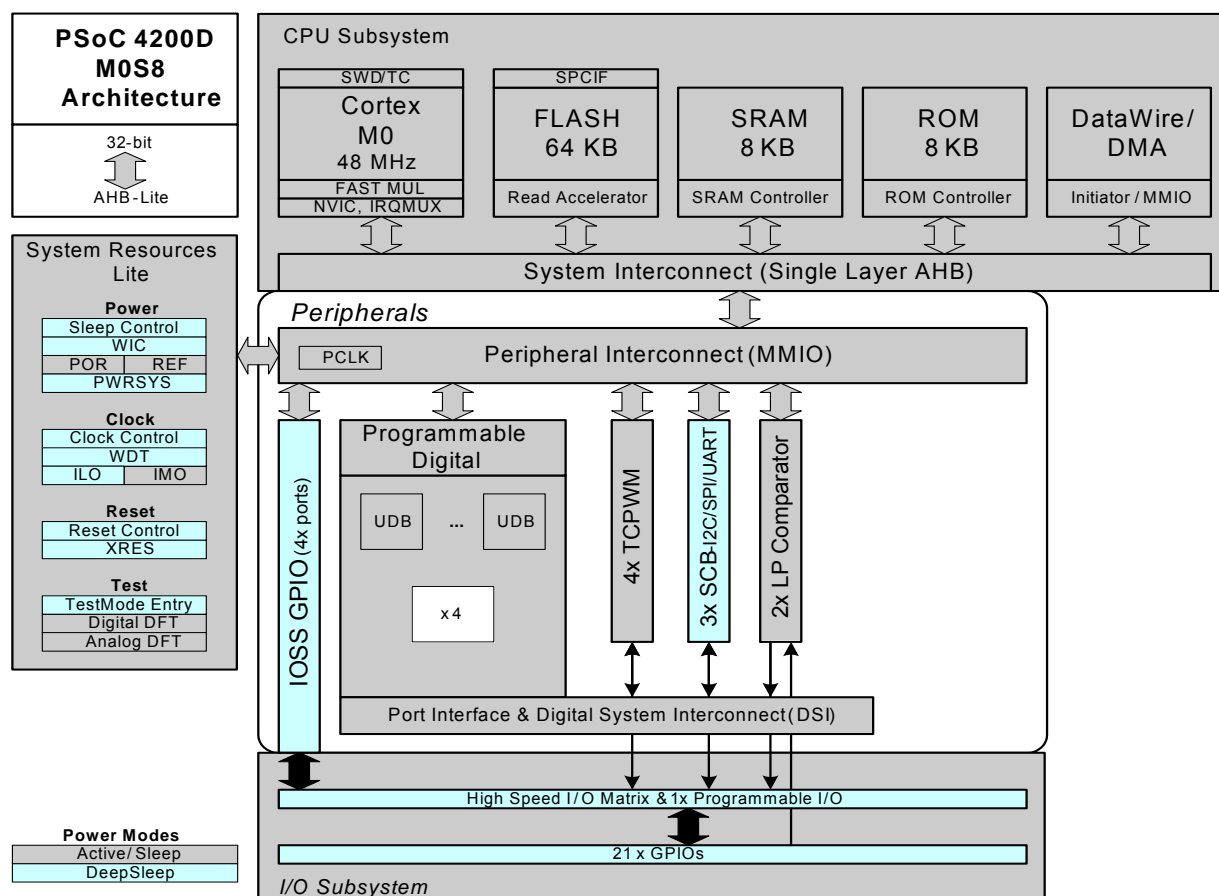 PSoC 4200D
M0S8
Architecture
32-bit
AHB-Lite
CPU Subsystem
SWD/TC
Cortex
M0
48 MHz
FAST MUL
NVIC, IRQMUX
SPCIF
FLASH
64 KB
Read Accelerator
SRAM
8 KB
SRAM Controller
ROM
8 KB
ROM Controller
DataWire/
DMA
Initiator / MMIO
System Interconnect (Single Layer AHB)
System Resources
Lite
Power
Sleep Control
WIC
POR
REF
PWRSYS
Clock
Clock Control
WDT
ILO
IMO
Reset
Reset Control
XRES
Test
TestMode Entry
Digital DFT
Analog DFT
Peripherals
PCLK
Peripheral Interconnect (MMIO)
IOSS GPIO (4x ports)
Programmable
Digital
UDB
...
UDB
x 4
4x TCPWM
3x SCB-I2C/SPI/UART
2x LP Comparator
Port Interface & Digital System Interconnect (DSI)
High Speed I/O Matrix & 1x Programmable I/O
21 x GPIOs
I/O Subsystem
Power Modes
Active/ Sleep
DeepSleep